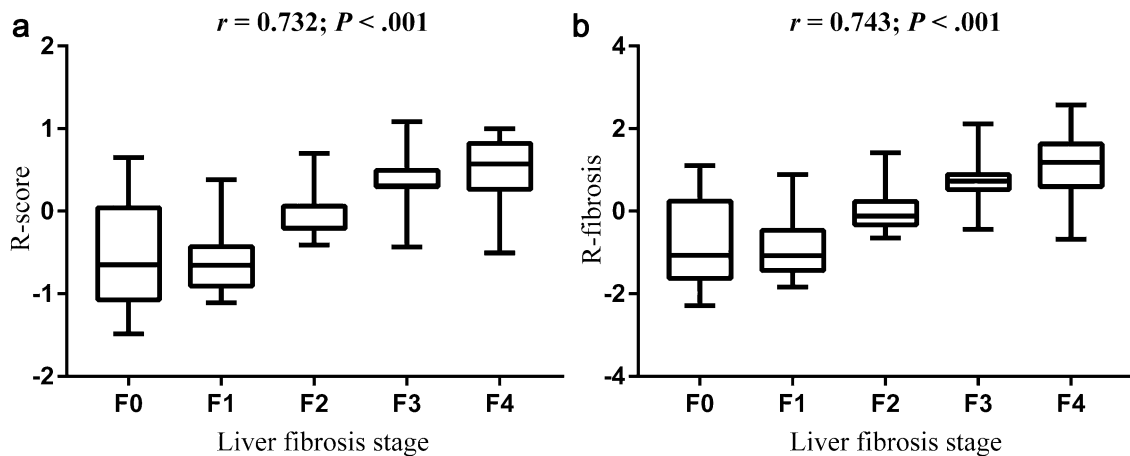 a
r = 0.732; P < .001
2
1
0
-1
-2
R-score
F0 F1 F2 F3 F4
Liver fibrosis stage
b
r = 0.743; P < .001
4
2
0
-2
-4
R-fibrosis
F0 F1 F2 F3 F4
Liver fibrosis stage